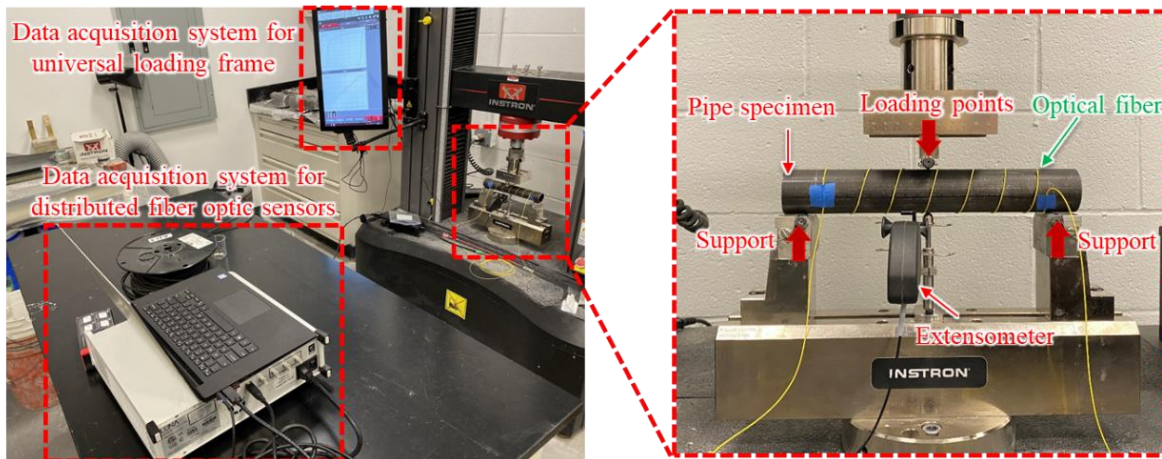 Data acquisition system for
universal loading frame
INSTRON
Data acquisition system for
distributed fiber optic sensors
INSTRON
Pipe specimen
Loading points
Optical fiber
Support
Support
Extensometer
INSTRON